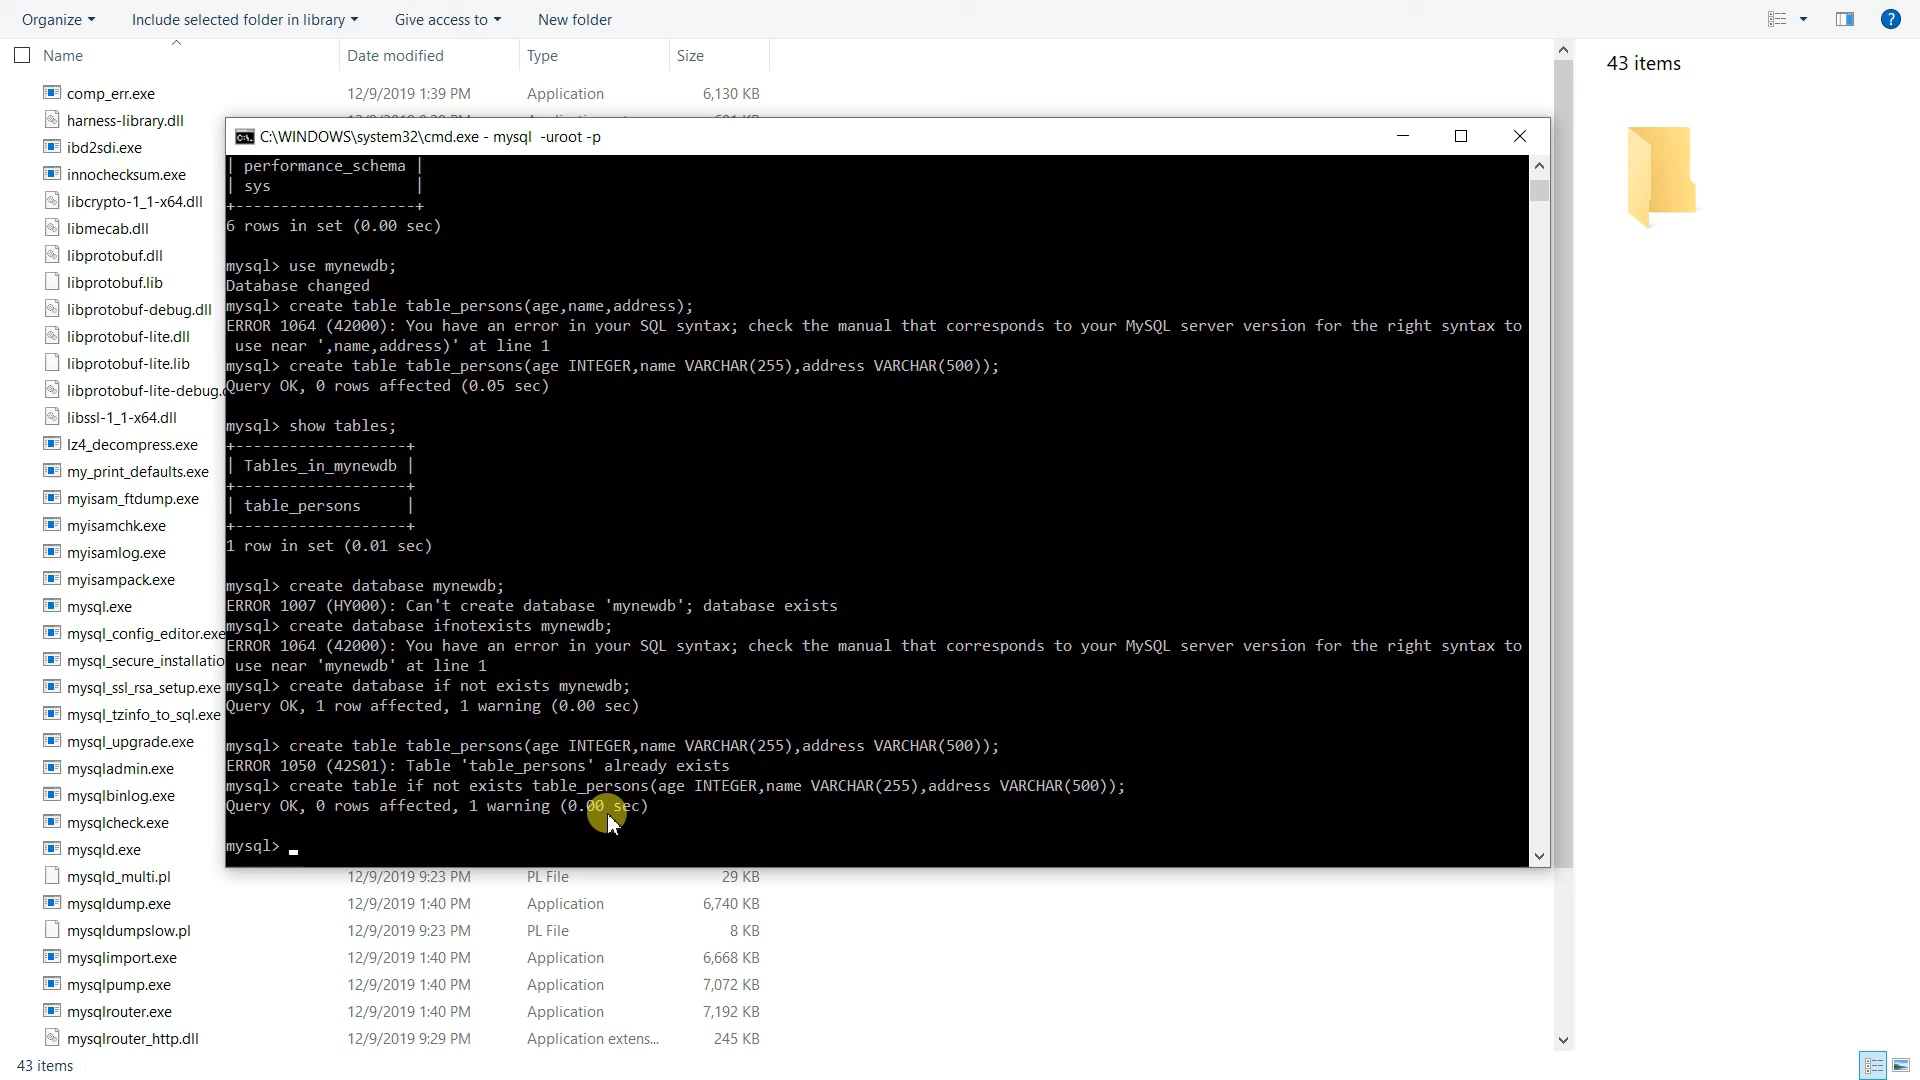 Organize
Include selected folder in library
Give access to
New folder
Name
Date modified
Type
Size
43 items
comp_err.exe 12/9/2019 1:39 PM Application 6,130 KB
harness-library.dll
ibd2sdi.exe
innochecksum.exe
libcrypto-1_1-x64.dll
libmecab.dll
libprotobuf.dll
libprotobuf.lib
libprotobuf-debug.dll
libprotobuf-lite.dll
libprotobuf-lite.lib
libprotobuf-lite-debug.
libssl-1_1-x64.dll
lz4_decompress.exe
my_print_defaults.exe
myisam_ftdump.exe
myisamchk.exe
myisamlog.exe
myisampack.exe
mysql.exe
mysql_config_editor.exe
mysql_secure_installatio
mysql_ssl_rsa_setup.exe
mysql_tzinfo_to_sql.exe
mysql_upgrade.exe
mysqladmin.exe
mysqlbinlog.exe
mysqlcheck.exe
mysqld.exe
mysqld_multi.pl 12/9/2019 9:23 PM PL File 29 KB
mysqldump.exe 12/9/2019 1:40 PM Application 6,740 KB
mysqldumpslow.pl 12/9/2019 9:23 PM PL File 8 KB
mysqlimport.exe 12/9/2019 1:40 PM Application 6,668 KB
mysqlpump.exe 12/9/2019 1:40 PM Application 7,072 KB
mysqlrouter.exe 12/9/2019 1:40 PM Application 7,192 KB
mysqlrouter_http.dll 12/9/2019 9:29 PM Application extens... 245 KB
43 items
C:\WINDOWS\system32\cmd.exe - mysql -uroot -p
| performance_schema |
| sys |
+--------------------+
6 rows in set (0.00 sec)
mysql> use mynewdb;
Database changed
mysql> create table table_persons(age,name,address);
ERROR 1064 (42000): You have an error in your SQL syntax; check the manual that corresponds to your MySQL server version for the right syntax to
use near ',name,address)' at line 1
mysql> create table table_persons(age INTEGER,name VARCHAR(255),address VARCHAR(500));
Query OK, 0 rows affected (0.05 sec)
mysql> show tables;
+-------------------+
| Tables_in_mynewdb |
+-------------------+
| table_persons |
+-------------------+
1 row in set (0.01 sec)
mysql> create database mynewdb;
ERROR 1007 (HY000): Can't create database 'mynewdb'; database exists
mysql> create database ifnotexists mynewdb;
ERROR 1064 (42000): You have an error in your SQL syntax; check the manual that corresponds to your MySQL server version for the right syntax to
use near 'mynewdb' at line 1
mysql> create database if not exists mynewdb;
Query OK, 1 row affected, 1 warning (0.00 sec)
mysql> create table table_persons(age INTEGER,name VARCHAR(255),address VARCHAR(500));
ERROR 1050 (42S01): Table 'table_persons' already exists
mysql> create table if not exists table_persons(age INTEGER,name VARCHAR(255),address VARCHAR(500));
Query OK, 0 rows affected, 1 warning (0.00 sec)
mysql>